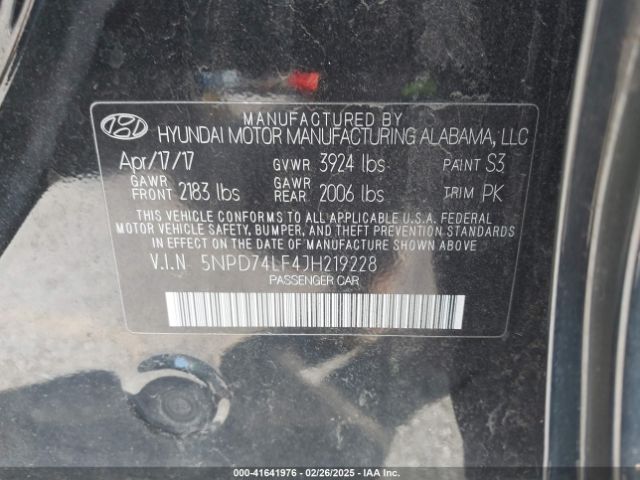 MANUFACTURED BY
HYUNDAI MOTOR MANUFACTURING ALABAMA, LLC
Apr/17/17 GVWR 3924 lbs PAINT S3
GAWR FRONT 2183 lbs GAWR REAR 2006 lbs TRIM PK
THIS VEHICLE CONFORMS TO ALL APPLICABLE U.S.A. FEDERAL
MOTOR VEHICLE SAFETY, BUMPER, AND THEFT PREVENTION STANDARDS
IN EFFECT ON THE DATE OF MANUFACTURE SHOWN ABOVE
V.I.N 5NPD74LF4JH219228
PASSENGER CAR
000-41641976 - 02/26/2025 - IAA Inc.